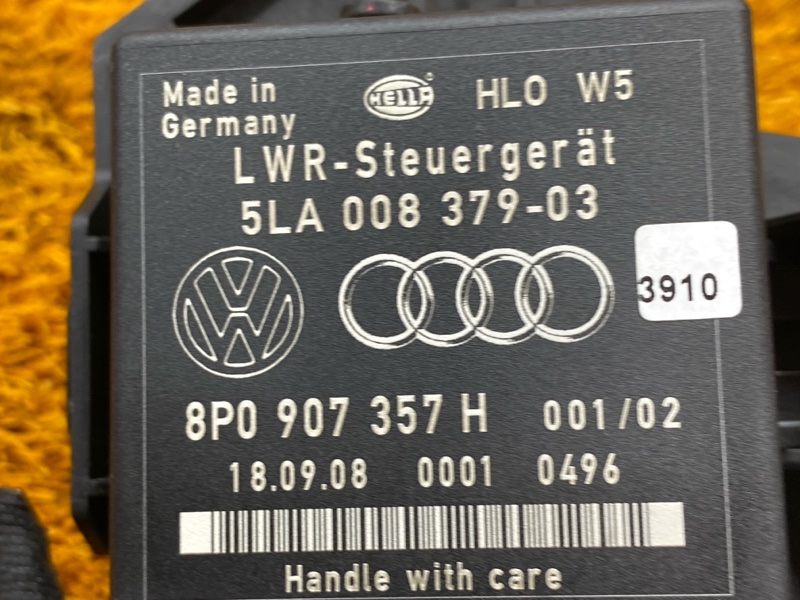 Made in
Germany
HELLA
HLO W5
LWR-Steuergerät
5LA 008 379-03
3910
8P0 907 357 H 001/02
18.09.08 0001 0496
Handle with care